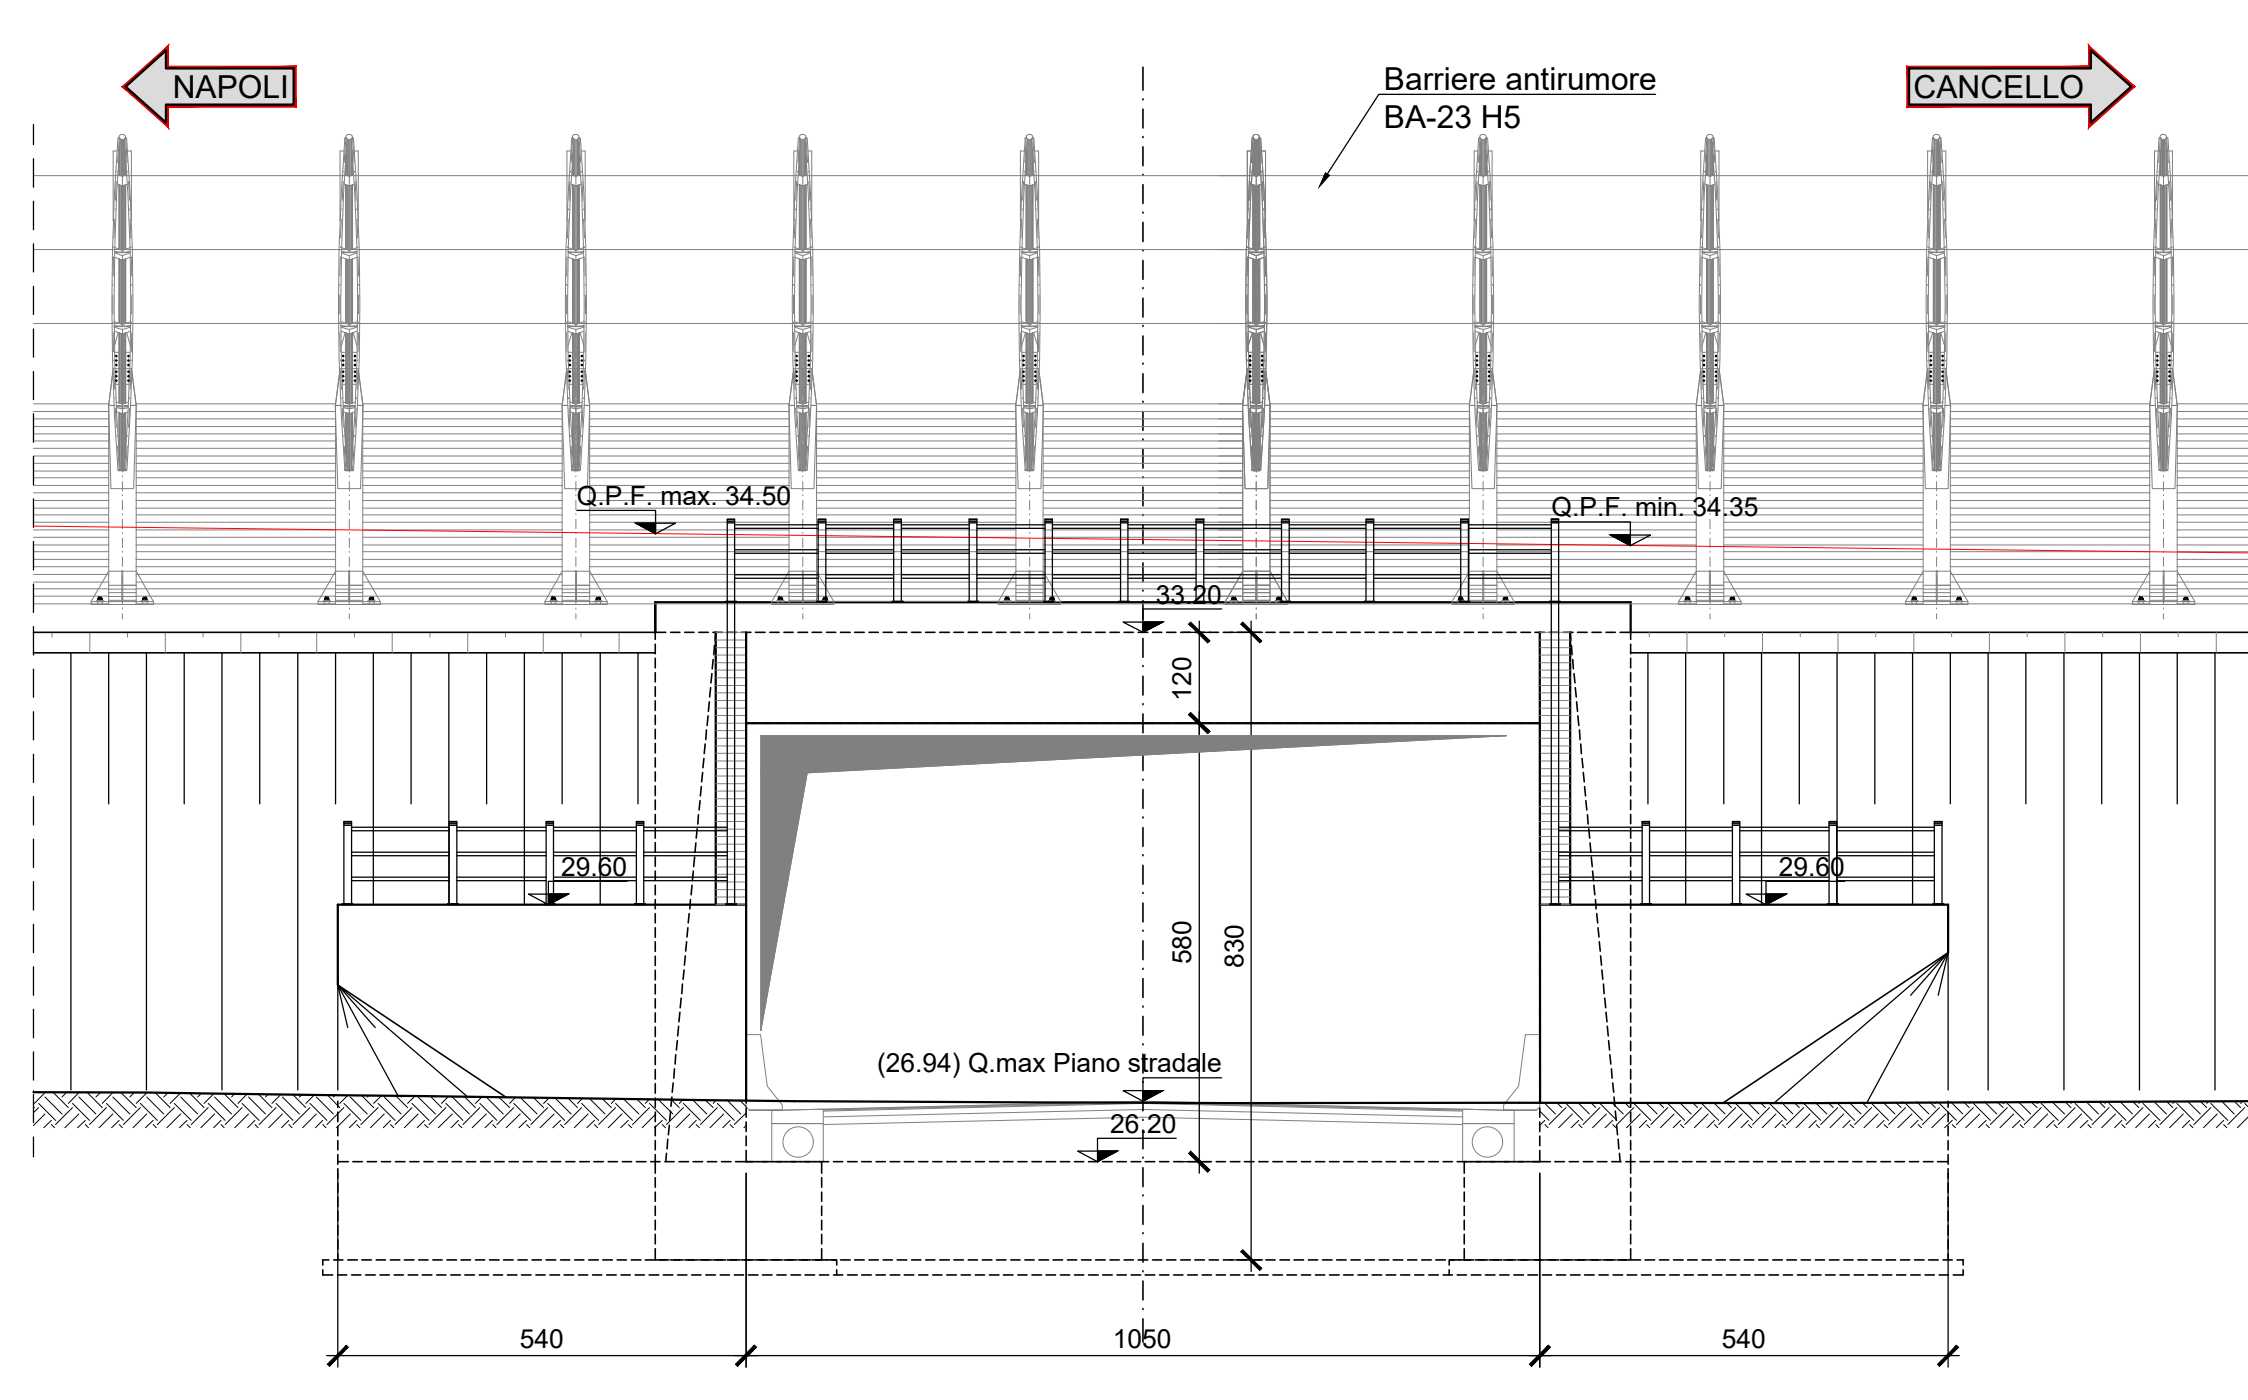 NAPOLI
CANCELLO
Barriere antirumore
BA-23 H5
Q.P.F. max. 34.50
Q.P.F. min. 34.35
33.20
120
29.60
29.60
580
830
(26.94) Q.max Piano stradale
26.20
540
1050
540